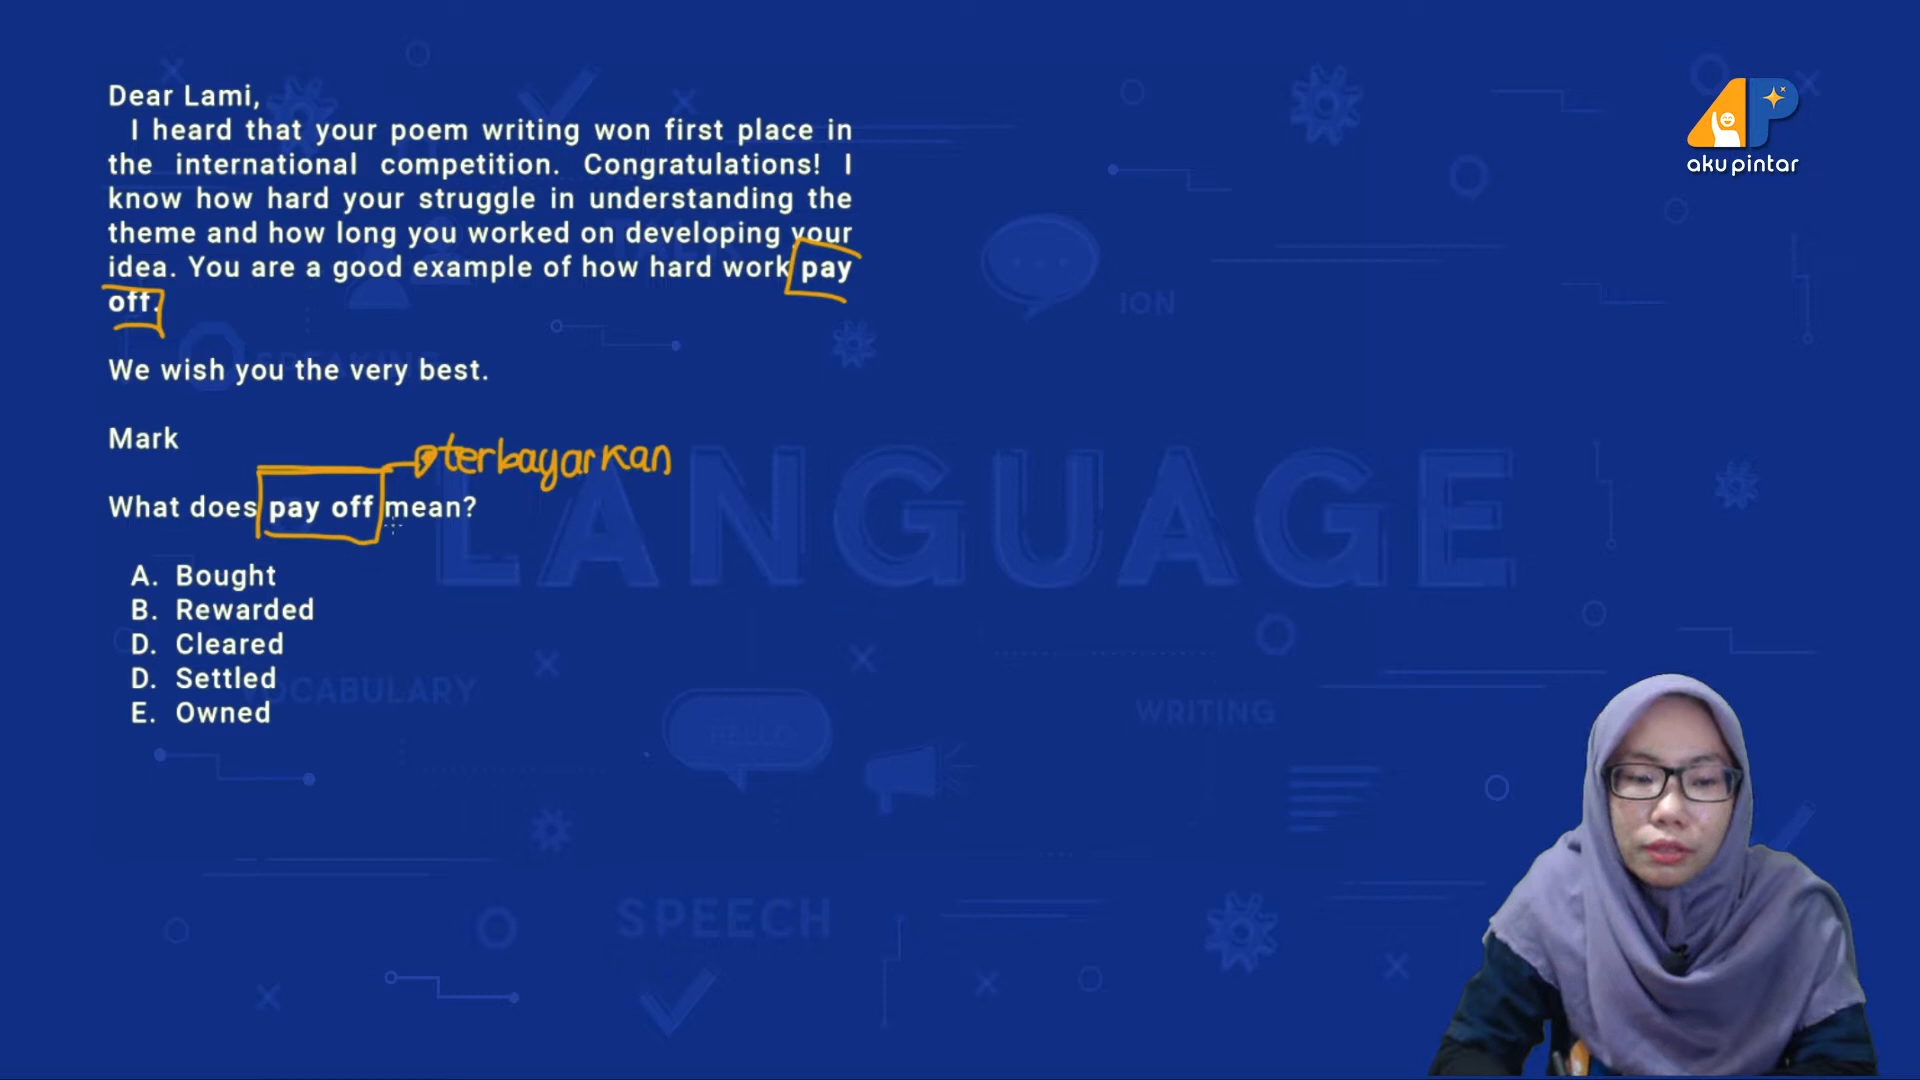 Dear Lami,
I heard that your poem writing won first place in
the international competition. Congratulations! I
know how hard your struggle in understanding the
theme and how long you worked on developing your
idea. You are a good example of how hard work pay
off.
We wish you the very best.
Mark
terbayarkan
What does pay off mean?
A. Bought
B. Rewarded
D. Cleared
D. Settled
E. Owned
aku pintar
LANGUAGE
ION
SPEAKING
VOCABULARY
HELLO
WRITING
SPEECH